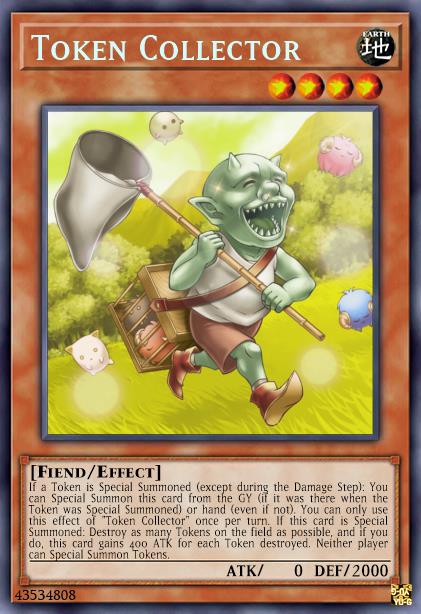 TOKEN COLLECTOR
EARTH
地
[FIEND/EFFECT]
If a Token is Special Summoned (except during the Damage Step): You
can Special Summon this card from the GY (if it was there when the
Token was Special Summoned) or hand (even if not). You can only use
this effect of "Token Collector" once per turn. If this card is Special
Summoned: Destroy as many Tokens on the field as possible, and if you
do, this card gains 400 ATK for each Token destroyed. Neither player
can Special Summon Tokens.
ATK/ 0 DEF/2000
43534808